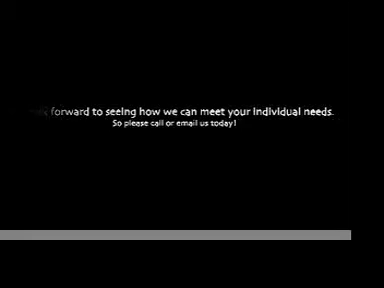 forward to seeing how we can meet your individual needs.
So please call or email us today!